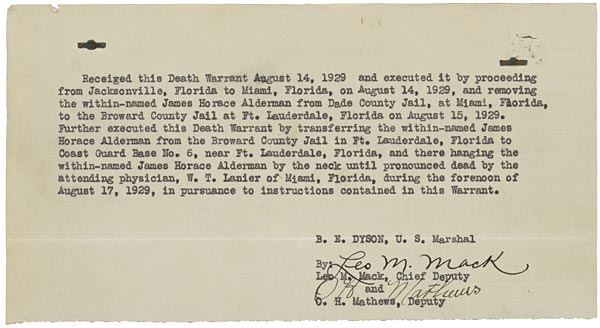 Received this Death Warrant August 14, 1929 and executed it by proceeding
from Jacksonville, Florida to Miami, Florida, on August 14, 1929, and removing
the within-named James Horace Alderman from Dade County Jail, at Miami, Florida,
to the Broward County Jail at Ft. Lauderdale, Florida on August 15, 1929.
Further executed this Death Warrant by transferring the within-named James
Horace Alderman from the Broward County Jail in Ft. Lauderdale, Florida to
Coast Guard Base No. 6, near Ft. Lauderdale, Florida, and there hanging the
within-named James Horace Alderman by the neck until pronounced dead by the
attending physician, W. T. Lanier of Miami, Florida, during the forenoon of
August 17, 1929, in pursuance to instructions contained in this Warrant.
B. E. DYSON, U. S. Marshal
By: Leo M. Mack
Leo M. Mack, Chief Deputy
O H and Mathews
O. H. Mathews, Deputy